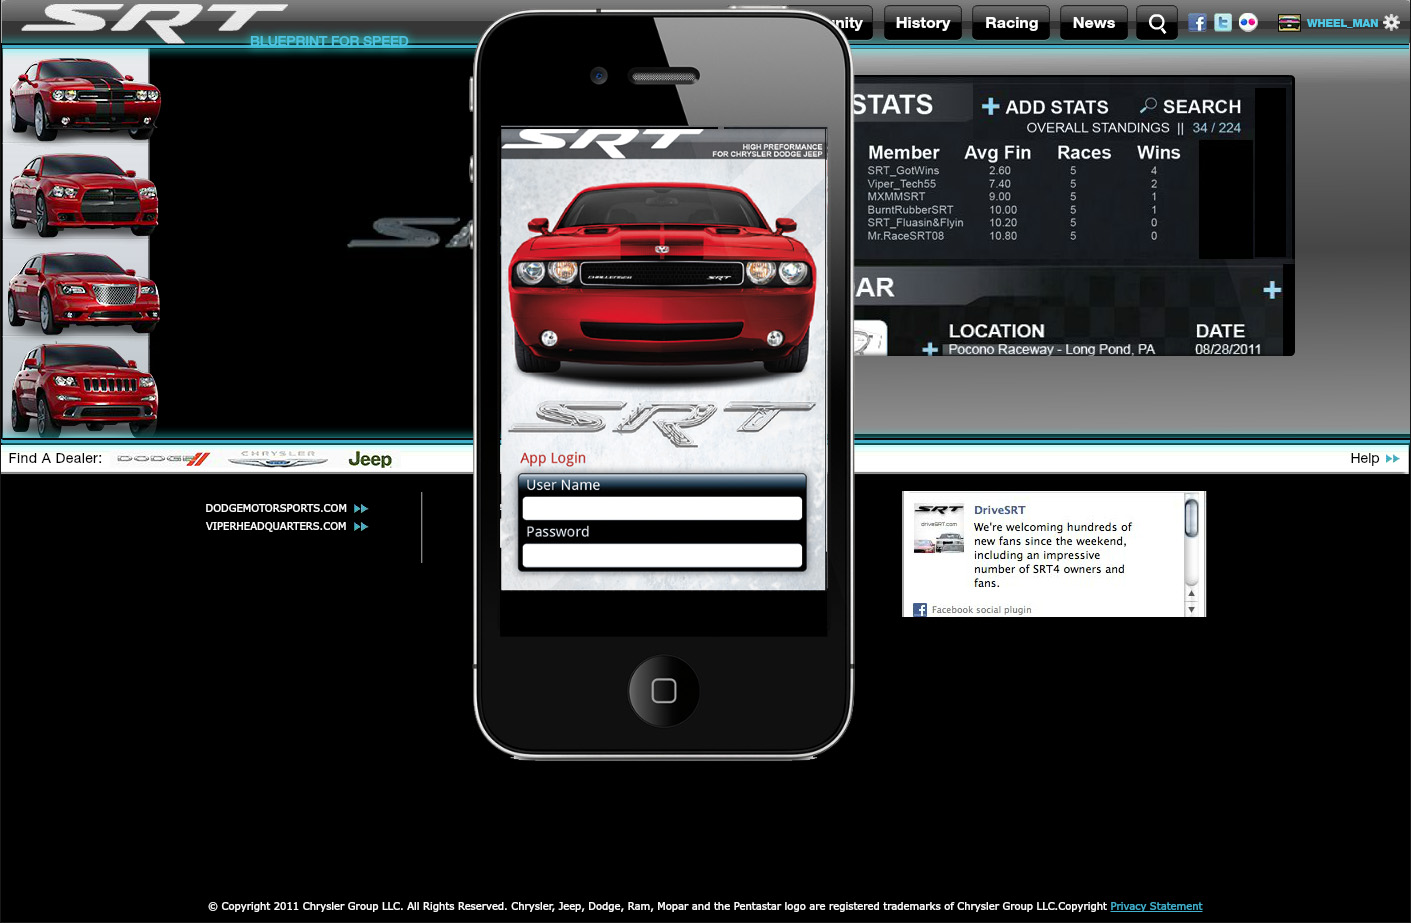 SRT
BLUEPRINT FOR SPEED
nity
History
Racing
News
WHEEL_MAN
STATS
ADD STATS
SEARCH
OVERALL STANDINGS || 34 / 224
Member Avg Fin Races Wins
SRT_GotWins 2.60 5 4
Viper_Tech55 7.40 5 2
MXMMSRT 9.00 5 1
BurntRubberSRT 10.00 5 1
SRT_Fluasin&Flyin 10.20 5 0
Mr.RaceSRT08 10.80 5 0
AR
LOCATION DATE
Pocono Raceway - Long Pond, PA 08/28/2011
SRT
HIGH PREFORMANCE
FOR CHRYSLER DODGE JEEP
CHALLENGER SRT
SRT
App Login
User Name
Password
Find A Dealer: DODGE CHRYSLER Jeep
Help
DODGEMOTORSPORTS.COM
VIPERHEADQUARTERS.COM
SRT
driveSRT.com
DriveSRT
We're welcoming hundreds of
new fans since the weekend,
including an impressive
number of SRT4 owners and
fans.
Facebook social plugin
© Copyright 2011 Chrysler Group LLC. All Rights Reserved. Chrysler, Jeep, Dodge, Ram, Mopar and the Pentastar logo are registered trademarks of Chrysler Group LLC.Copyright Privacy Statement